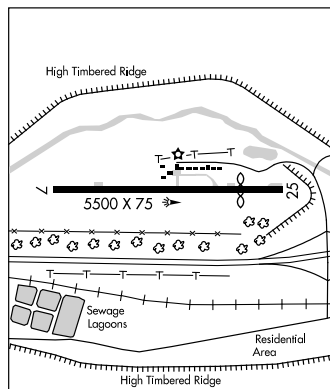 High Timbered Ridge
7
25
5500 X 75
Sewage
Lagoons
Residential
Area
High Timbered Ridge